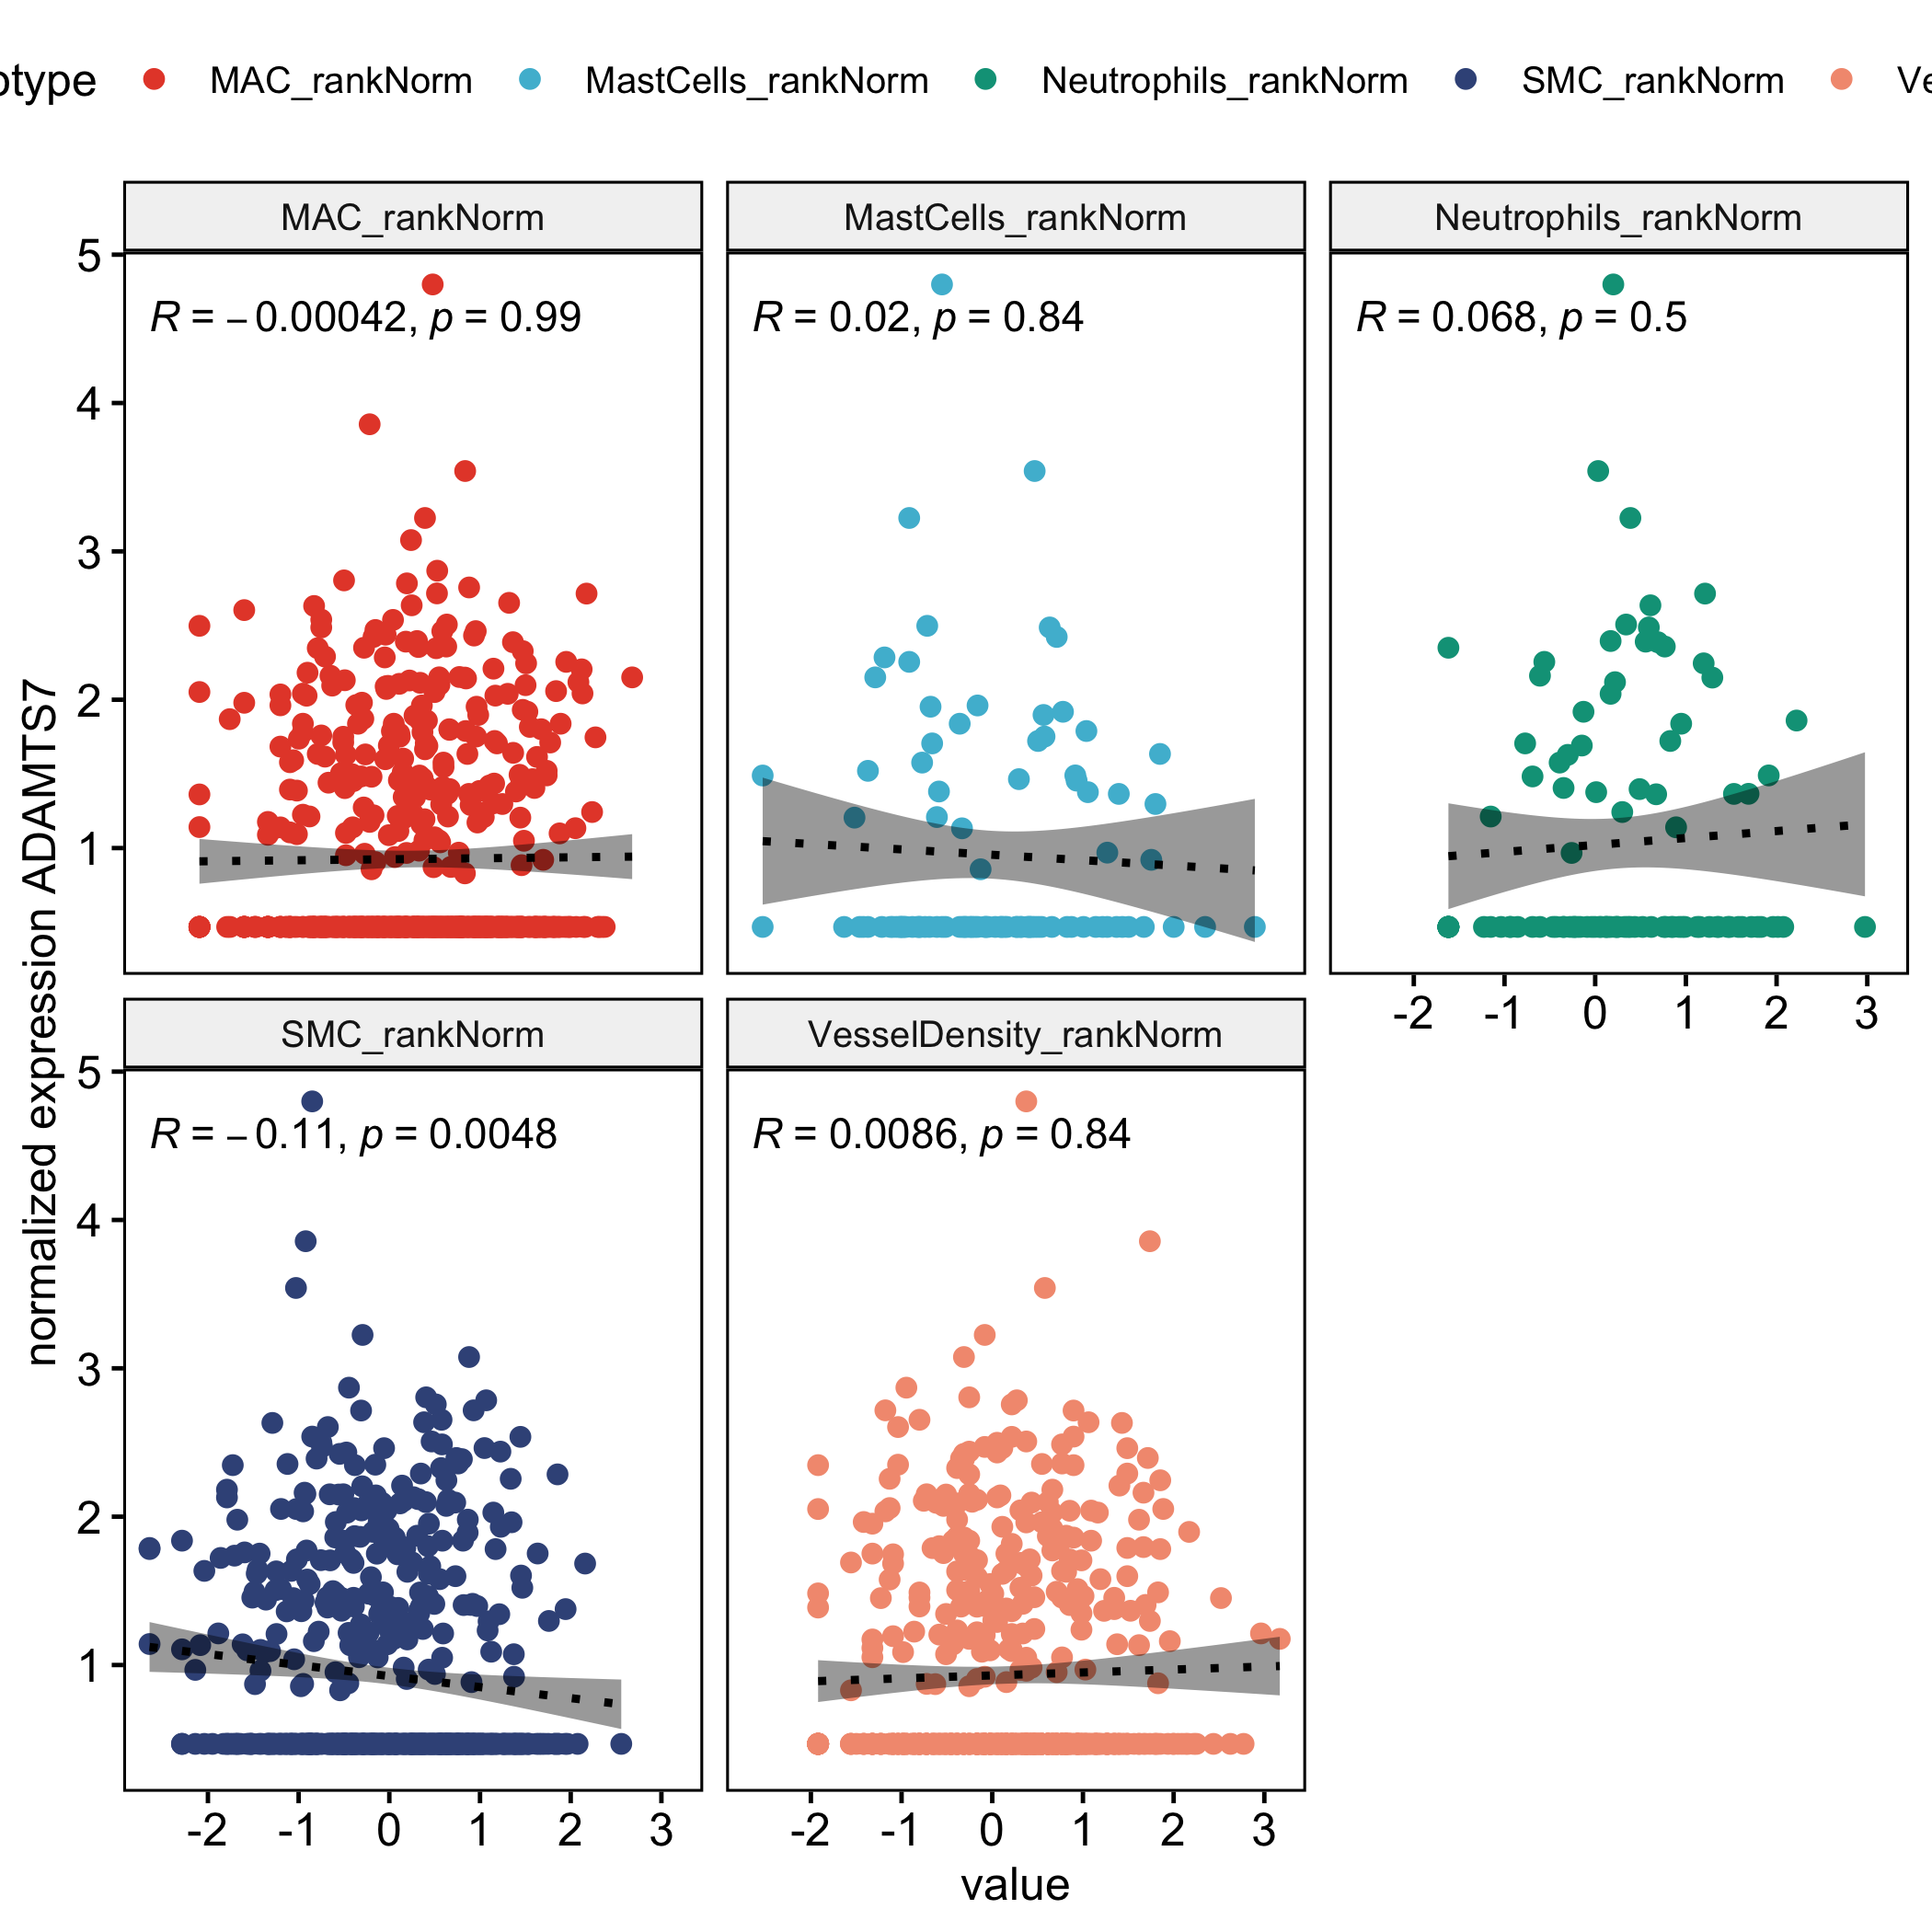 otype MAC_rankNorm MastCells_rankNorm Neutrophils_rankNorm SMC_rankNorm Ve
MAC_rankNorm MastCells_rankNorm Neutrophils_rankNorm
R = −0.00042, p = 0.99 R = 0.02, p = 0.84 R = 0.068, p = 0.5
5
4
3
2
1
-2 -1 0 1 2 3
SMC_rankNorm VesselDensity_rankNorm
R = −0.11, p = 0.0048 R = 0.0086, p = 0.84
5
4
3
2
1
-2 -1 0 1 2 3 -2 -1 0 1 2 3
value
normalized expression ADAMTS7